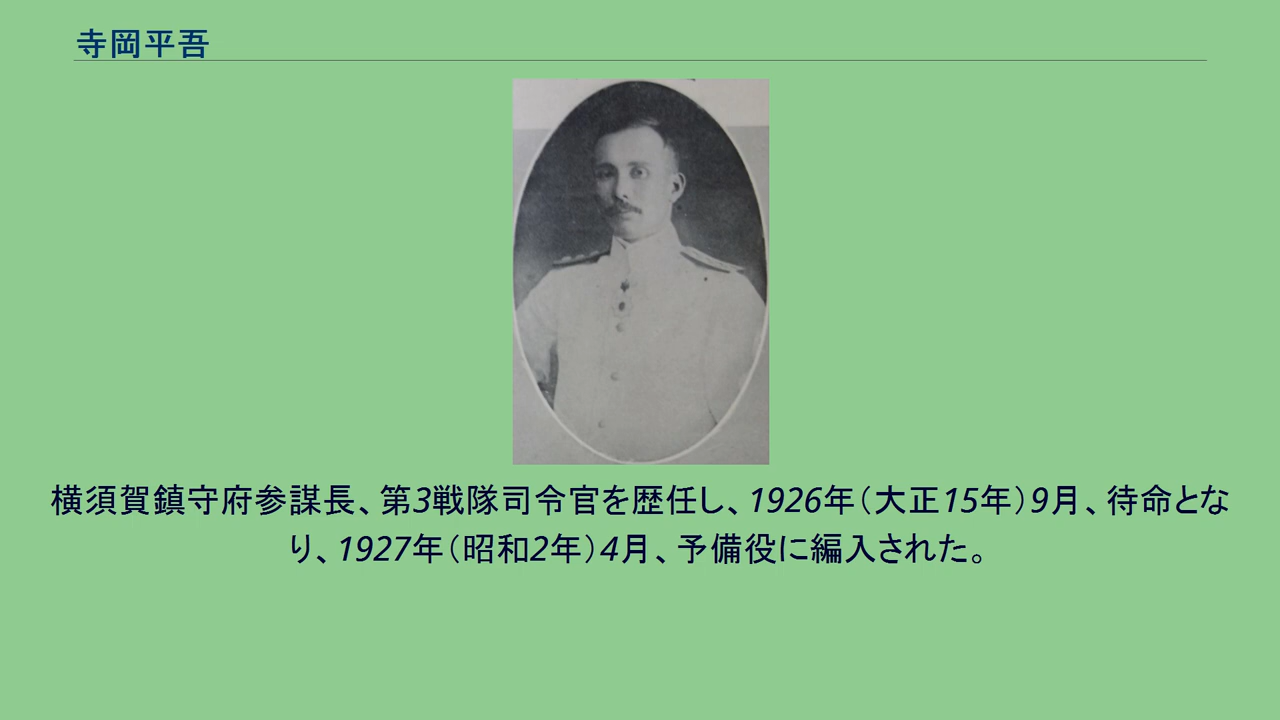 寺岡平吾
横須賀鎮守府参謀長、第3戦隊司令官を歴任し、1926年（大正15年）9月、待命とな
り、1927年（昭和2年）4月、予備役に編入された。